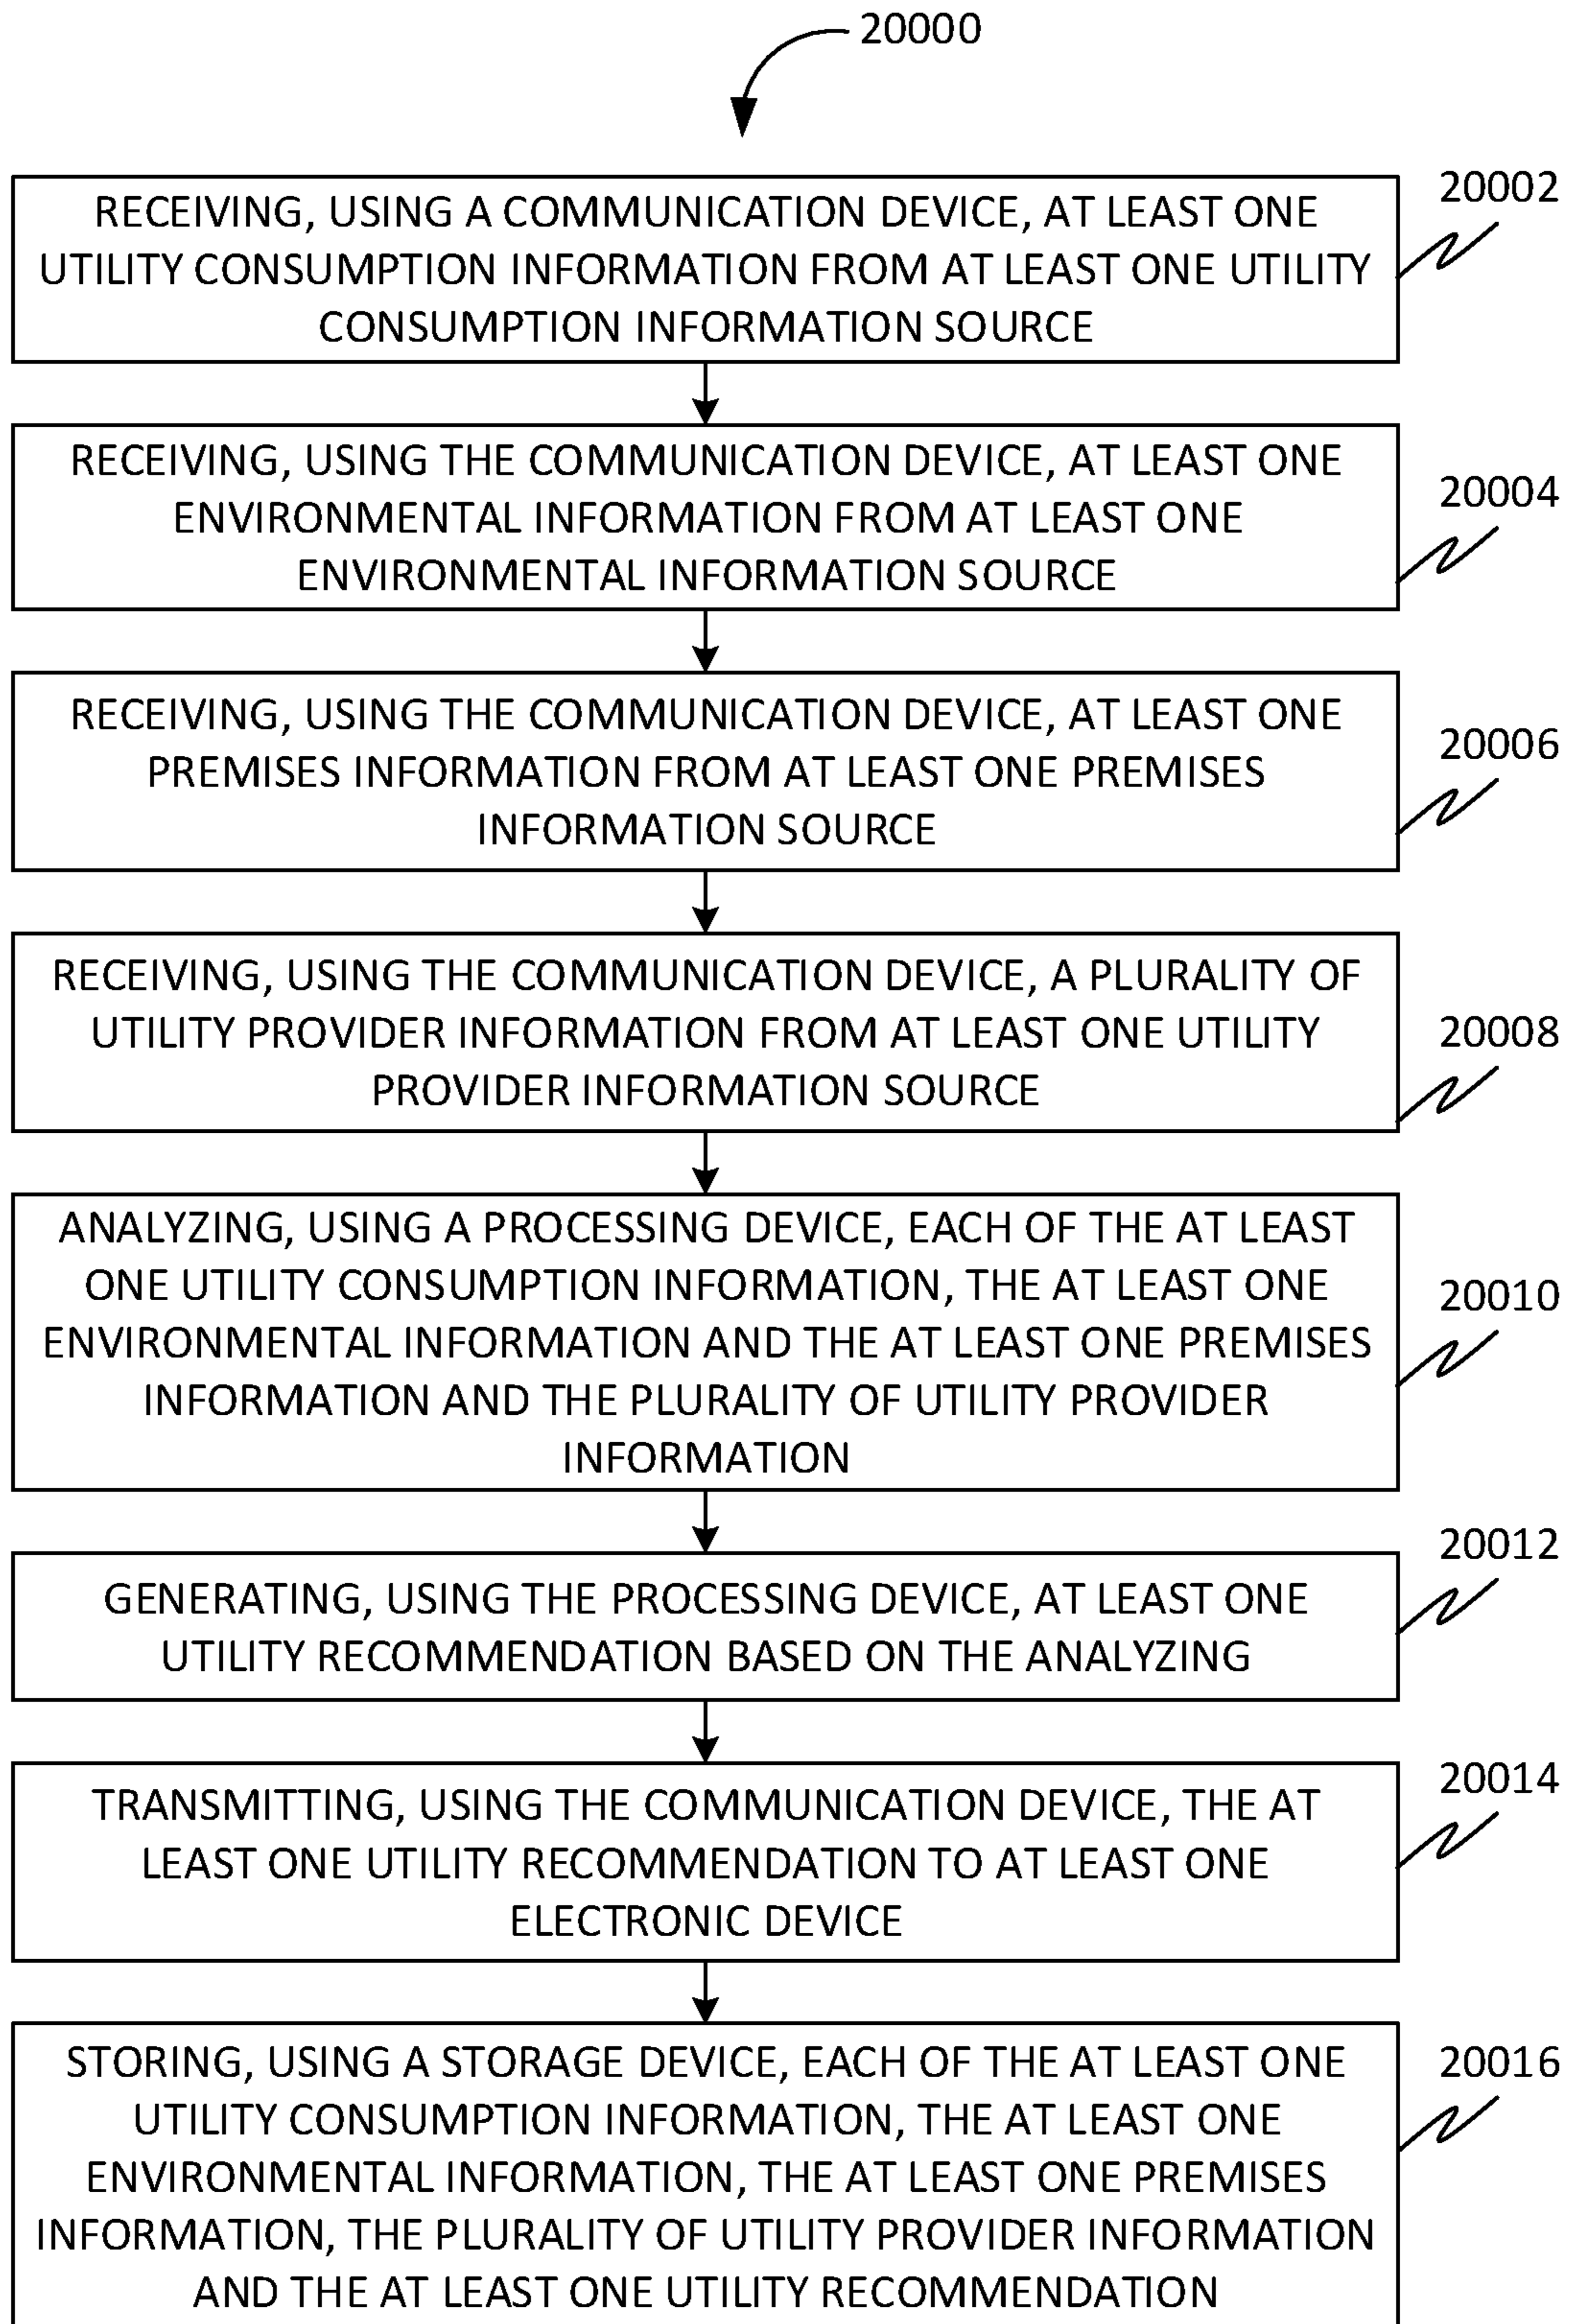 20000
20002
RECEIVING, USING A COMMUNICATION DEVICE, AT LEAST ONE
UTILITY CONSUMPTION INFORMATION FROM AT LEAST ONE UTILITY
CONSUMPTION INFORMATION SOURCE
RECEIVING, USING THE COMMUNICATION DEVICE, AT LEAST ONE
ENVIRONMENTAL INFORMATION FROM AT LEAST ONE
ENVIRONMENTAL INFORMATION SOURCE
20004
RECEIVING, USING THE COMMUNICATION DEVICE, AT LEAST ONE
PREMISES INFORMATION FROM AT LEAST ONE PREMISES
INFORMATION SOURCE
20006
RECEIVING, USING THE COMMUNICATION DEVICE, A PLURALITY OF
UTILITY PROVIDER INFORMATION FROM AT LEAST ONE UTILITY
PROVIDER INFORMATION SOURCE
20008
ANALYZING, USING A PROCESSING DEVICE, EACH OF THE AT LEAST
ONE UTILITY CONSUMPTION INFORMATION, THE AT LEAST ONE
ENVIRONMENTAL INFORMATION AND THE AT LEAST ONE PREMISES
INFORMATION AND THE PLURALITY OF UTILITY PROVIDER
INFORMATION
20010
20012
GENERATING, USING THE PROCESSING DEVICE, AT LEAST ONE
UTILITY RECOMMENDATION BASED ON THE ANALYZING
20014
TRANSMITTING, USING THE COMMUNICATION DEVICE, THE AT
LEAST ONE UTILITY RECOMMENDATION TO AT LEAST ONE
ELECTRONIC DEVICE
20016
STORING, USING A STORAGE DEVICE, EACH OF THE AT LEAST ONE
UTILITY CONSUMPTION INFORMATION, THE AT LEAST ONE
ENVIRONMENTAL INFORMATION, THE AT LEAST ONE PREMISES
INFORMATION, THE PLURALITY OF UTILITY PROVIDER INFORMATION
AND THE AT LEAST ONE UTILITY RECOMMENDATION